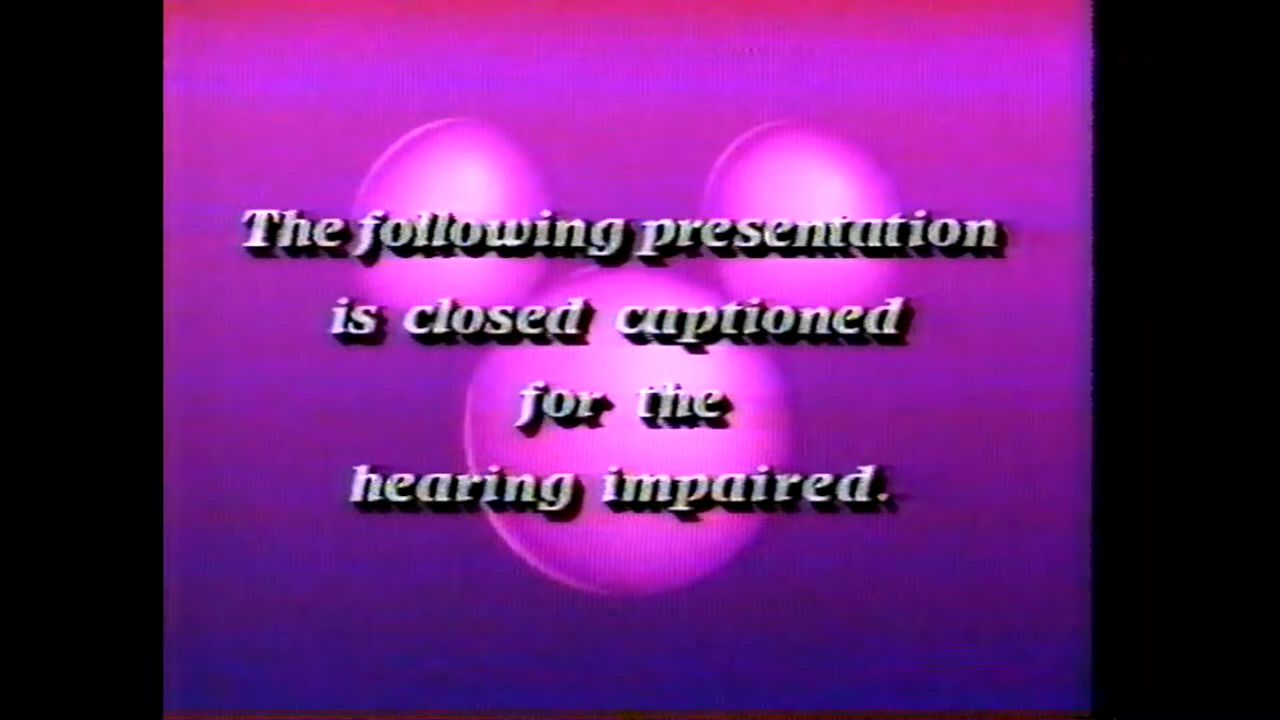 The following presentation
is closed captioned
for the
hearing impaired.